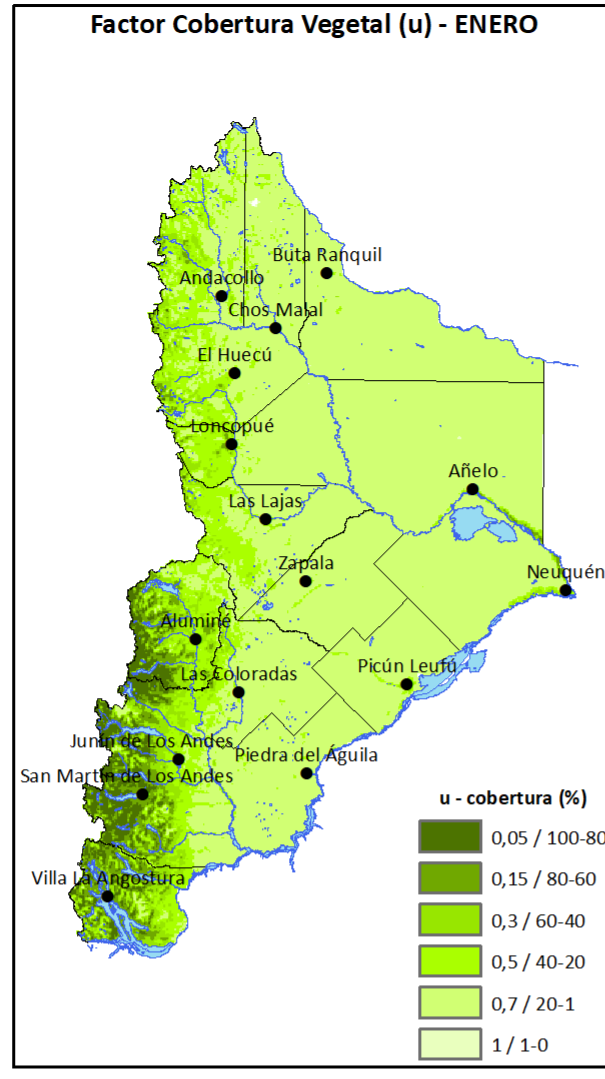 Factor Cobertura Vegetal (u) - ENERO
Buta Ranquil
Andacollo
Chos Malal
El Huecú
Loncopué
Añelo
Las Lajas
Zapala
Neuquén
Aluminé
Las Coloradas
Picún Leufú
Junín de Los Andes
Piedra del Águila
San Martín de Los Andes
u - cobertura (%)
0,05 / 100-80
0,15 / 80-60
Villa La Angostura
0,3 / 60-40
0,5 / 40-20
0,7 / 20-1
1 / 1-0